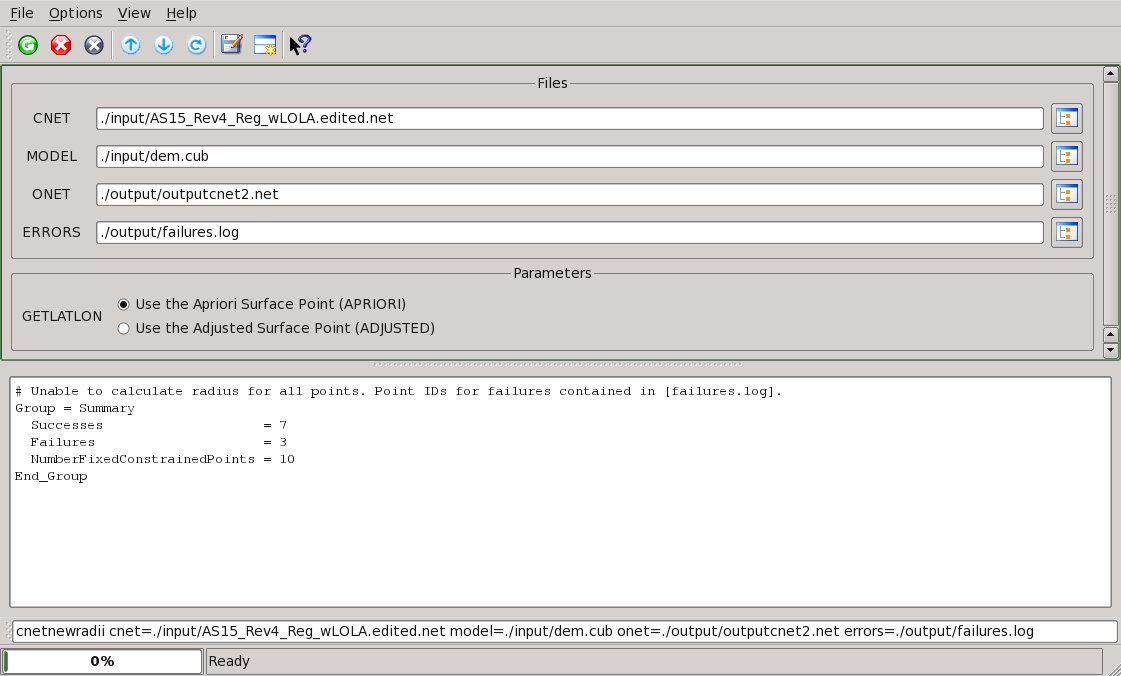 File Options View Help
Files
CNET ./input/AS15_Rev4_Reg_wLOLA.edited.net
MODEL ./input/dem.cub
ONET ./output/outputcnet2.net
ERRORS ./output/failures.log
Parameters
GETLATLON
Use the Apriori Surface Point (APRIORI)
Use the Adjusted Surface Point (ADJUSTED)
# Unable to calculate radius for all points. Point IDs for failures contained in [failures.log].
Group = Summary
  Successes                    = 7
  Failures                     = 3
  NumberFixedConstrainedPoints = 10
End_Group
cnetnewradii cnet=./input/AS15_Rev4_Reg_wLOLA.edited.net model=./input/dem.cub onet=./output/outputcnet2.net errors=./output/failures.log
0% Ready